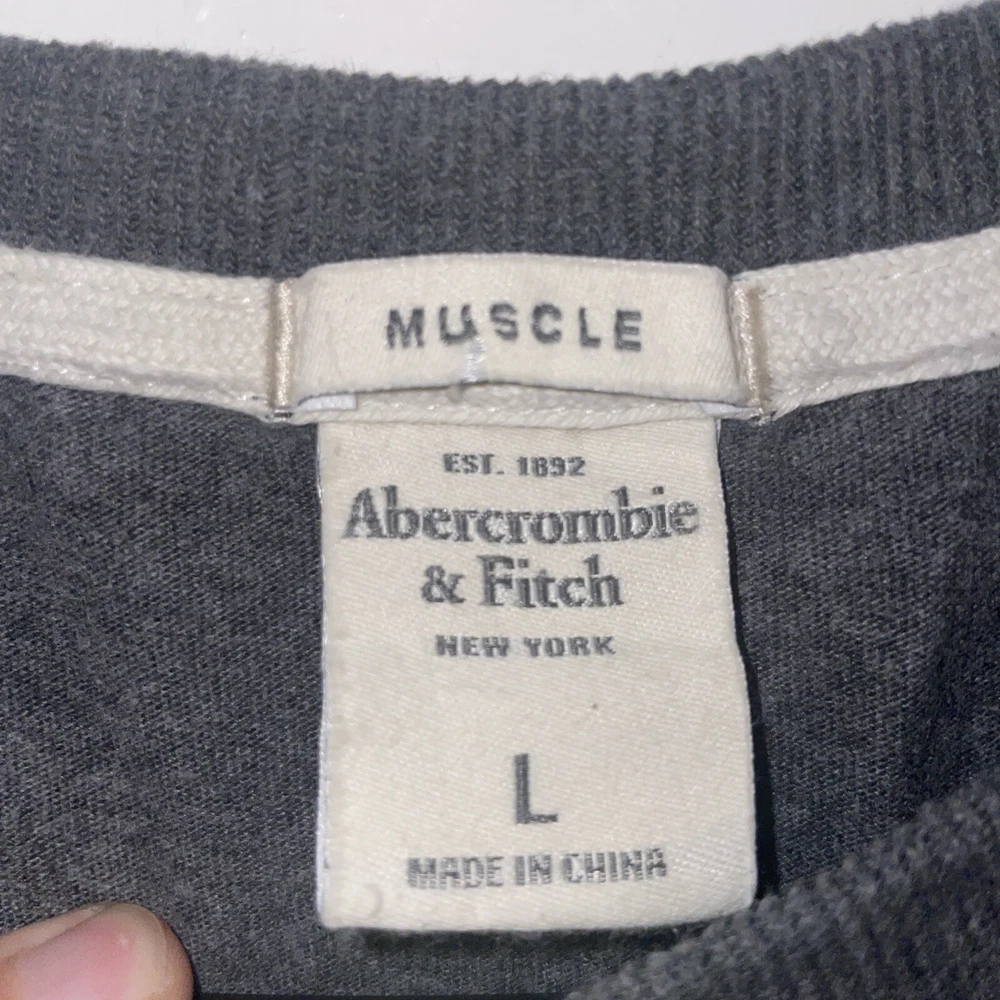 MUSCLE
EST. 1892
Abercrombie
& Fitch
NEW YORK
L
MADE IN CHINA